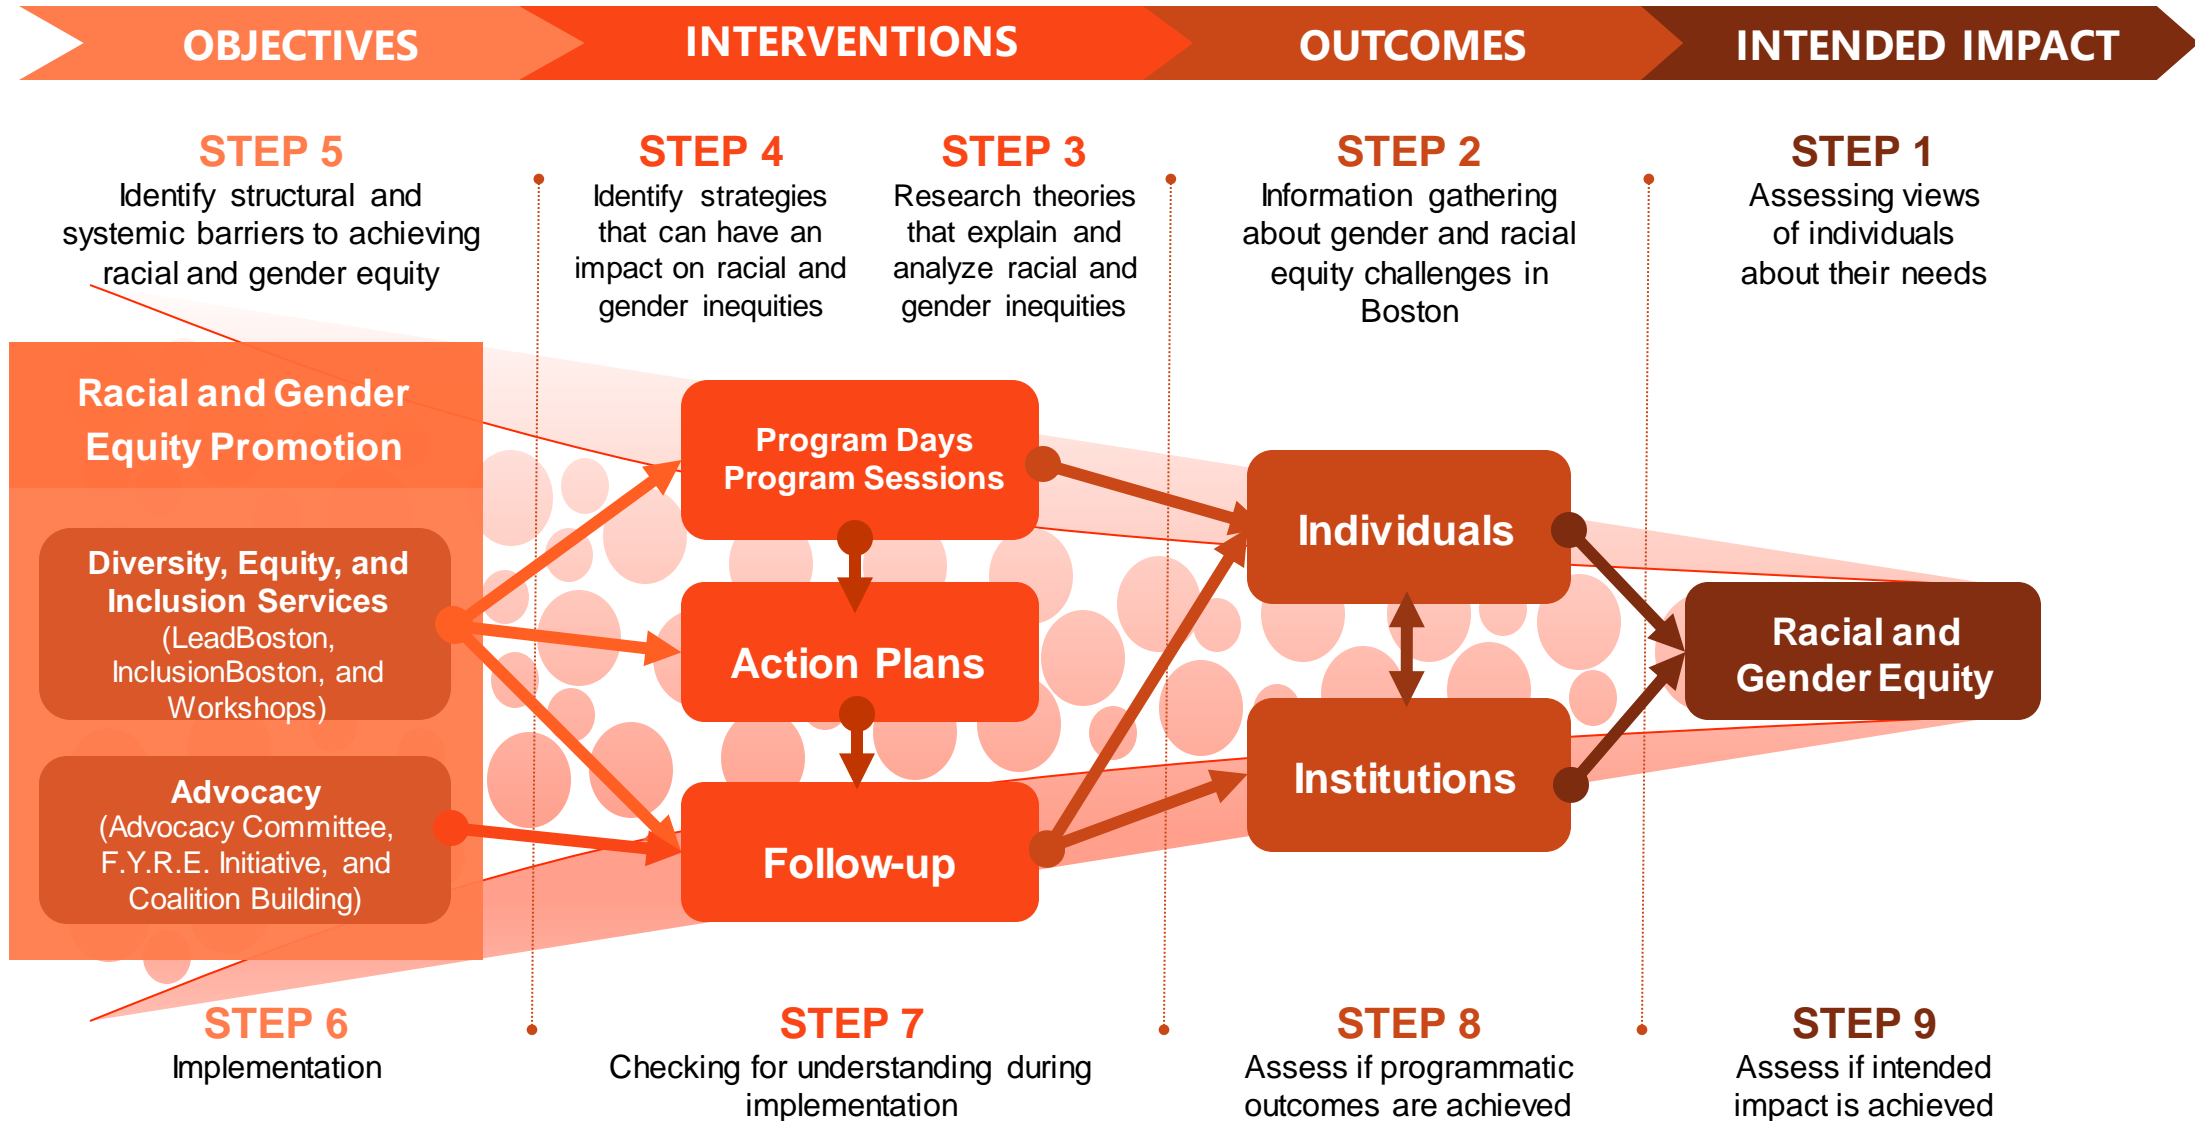 OBJECTIVES
INTERVENTIONS
OUTCOMES
INTENDED IMPACT
STEP 5
Identify structural and
systemic barriers to achieving
racial and gender equity
STEP 4
Identify strategies
that can have an
impact on racial and
gender inequities
STEP 3
Research theories
that explain and
analyze racial and
gender inequities
STEP 2
Information gathering
about gender and racial
equity challenges in
Boston
STEP 1
Assessing views
of individuals
about their needs
Racial and Gender
Equity Promotion
Diversity, Equity, and
Inclusion Services
(LeadBoston,
InclusionBoston, and
Workshops)
Advocacy
(Advocacy Committee,
F.Y.R.E. Initiative, and
Coalition Building)
Program Days
Program Sessions
Action Plans
Follow-up
Individuals
Institutions
Racial and
Gender Equity
STEP 6
Implementation
STEP 7
Checking for understanding during
implementation
STEP 8
Assess if programmatic
outcomes are achieved
STEP 9
Assess if intended
impact is achieved